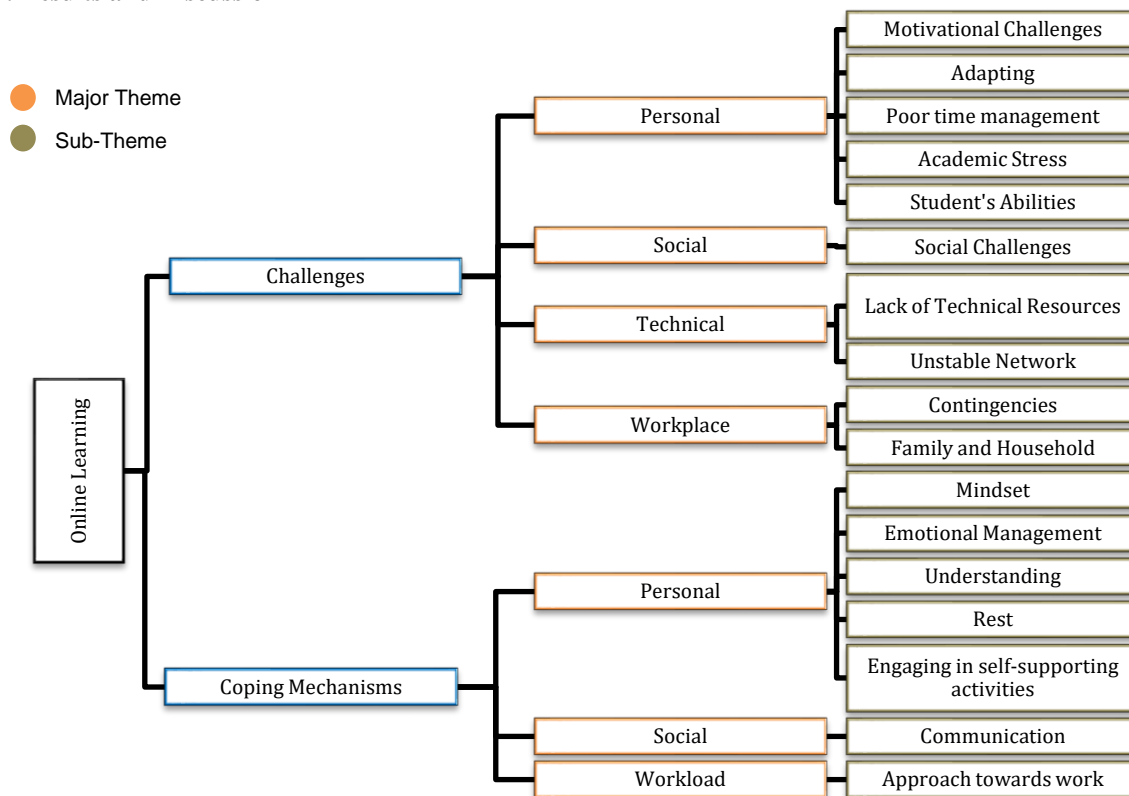 Major Theme
Sub-Theme
Online Learning
Challenges
Personal
Motivational Challenges
Adapting
Poor time management
Academic Stress
Student's Abilities
Social
Social Challenges
Technical
Lack of Technical Resources
Unstable Network
Workplace
Contingencies
Family and Household
Coping Mechanisms
Personal
Mindset
Emotional Management
Understanding
Rest
Engaging in self-supporting
activities
Social
Communication
Workload
Approach towards work